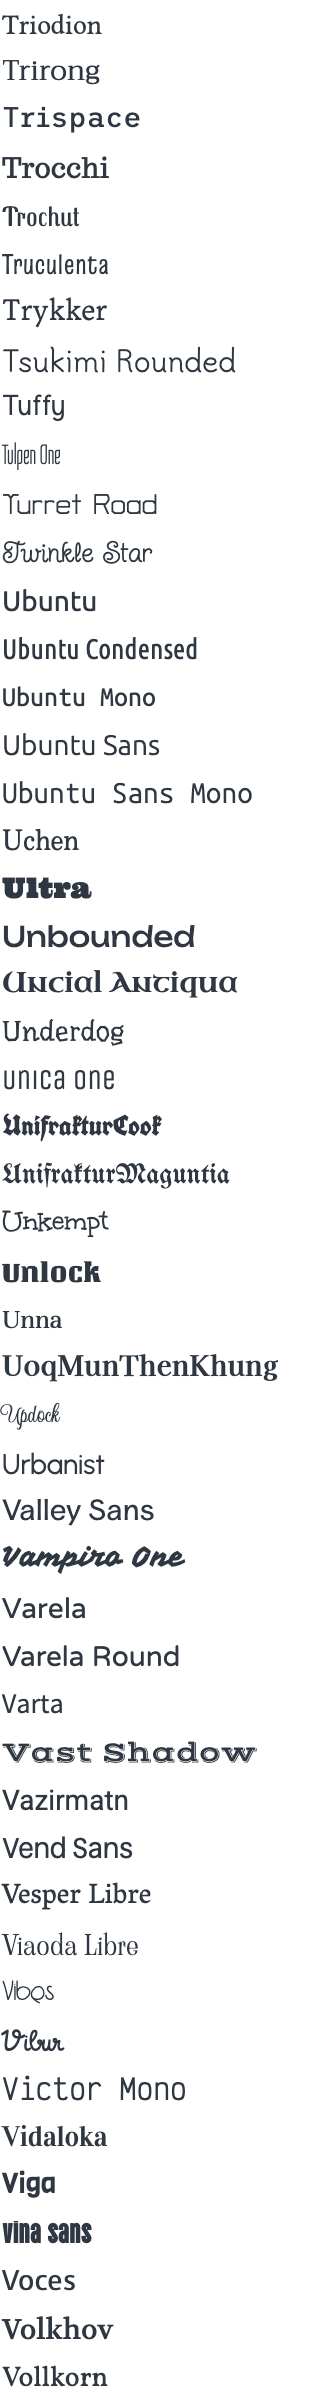 Triodion
Trirong
Trispace
Trocchi
Trochut
Truculenta
Trykker
Tsukimi Rounded
Tuffy
Tulpen One
Turret Road
Twinkle Star
Ubuntu
Ubuntu Condensed
Ubuntu Mono
Ubuntu Sans
Ubuntu Sans Mono
Uchen
Ultra
Unbounded
Uncial Antiqua
Underdog
Unica One
UnifrakturCook
UnifrakturMaguntia
Unkempt
Unlock
Unna
UoqMunThenKhung
Updock
Urbanist
Valley Sans
Vampiro One
Varela
Varela Round
Varta
Vast Shadow
Vazirmatn
Vend Sans
Vesper Libre
Viaoda Libre
Vibes
Vibur
Victor Mono
Vidaloka
Viga
Vina Sans
Voces
Volkhov
Vollkorn